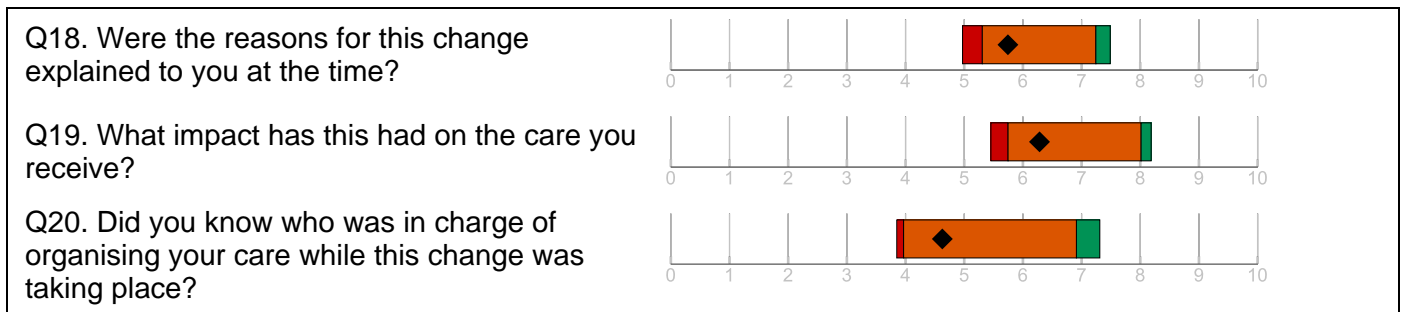 Q18. Were the reasons for this change
explained to you at the time?
0 1 2 3 4 5 6 7 8 9 10
Q19. What impact has this had on the care you
receive?
0 1 2 3 4 5 6 7 8 9 10
Q20. Did you know who was in charge of
organising your care while this change was
taking place?
0 1 2 3 4 5 6 7 8 9 10